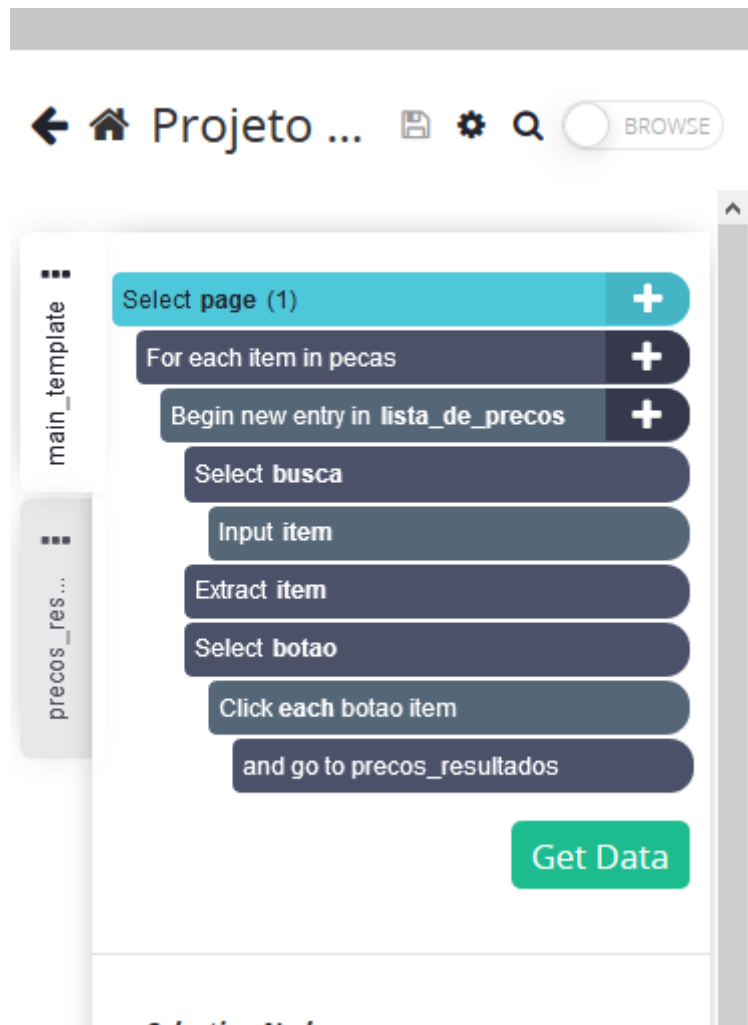 Projeto ...
BROWSE
main_template
precos_res...
Select page (1)
For each item in pecas
Begin new entry in lista_de_precos
Select busca
Input item
Extract item
Select botao
Click each botao item
and go to precos_resultados
Get Data